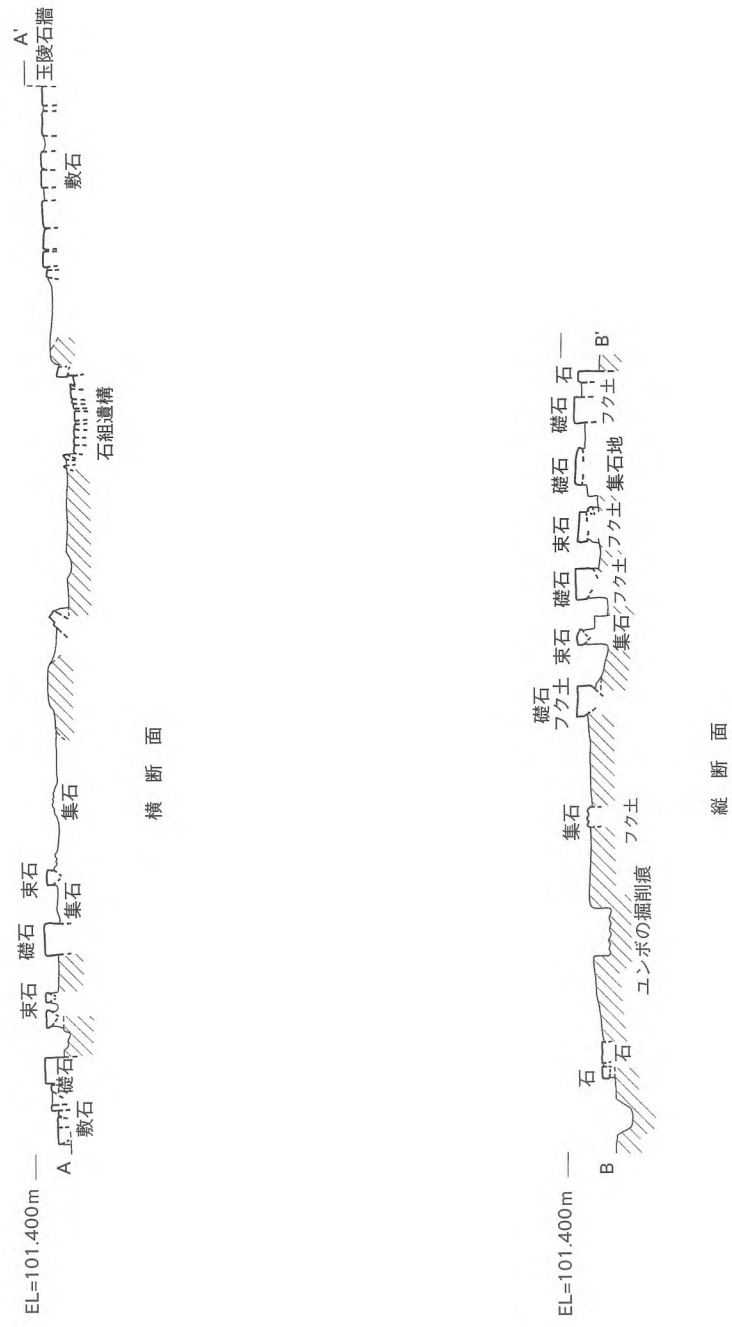 EL=101.400m
A
敷石
礎石
束石
礎石
集石
束石
集石
石組遺構
敷石
玉陵石牆
A'
横断面
EL=101.400m
B
石
石
ユンボの掘削痕
集石
フク土
礎石
フク土
束石
集石
礎石
フク土
束石
フク土
礎石
集石地
礎石
フク土
石
B'
縦断面